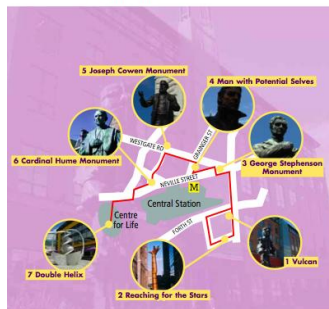 5 Joseph Cowen Monument
4 Man with Potential Selves
WESTGATE RD
GRAINGER ST
6 Cardinal Hume Monument
3 George Stephenson
Monument
NEVILLE STREET
M
Central Station
Centre
for Life
FORTH ST
1 Vulcan
7 Double Helix
2 Reaching for the Stars